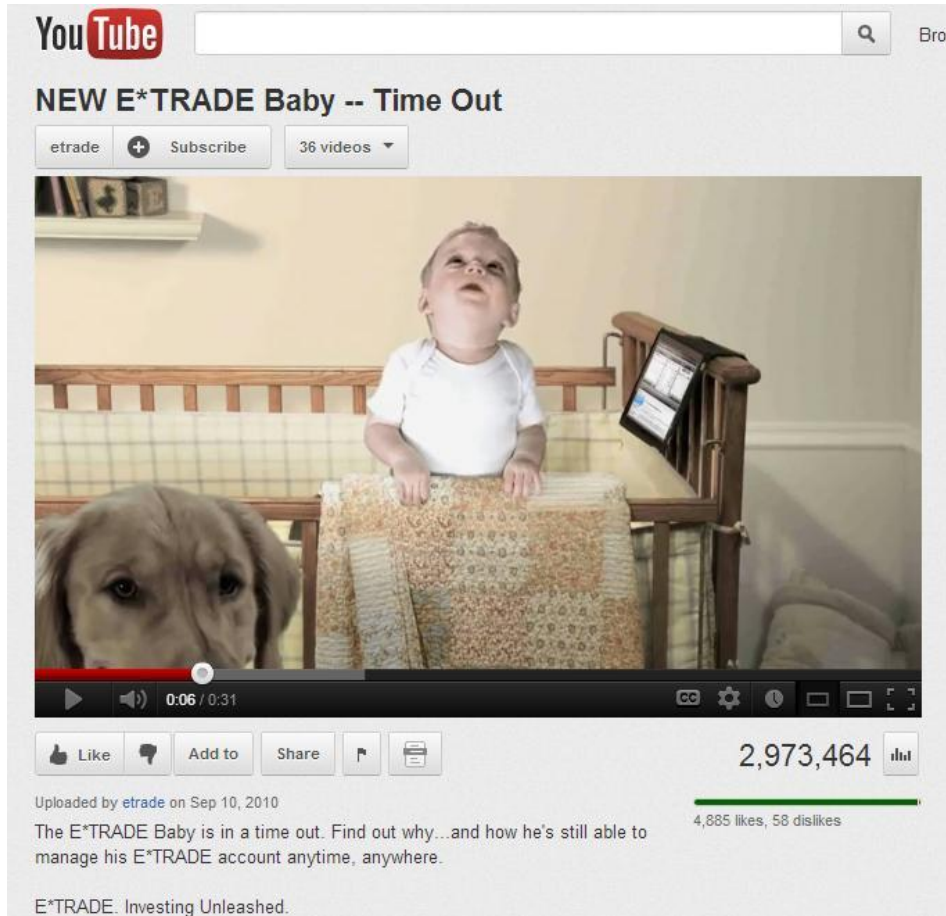 YouTube
Bro
NEW E*TRADE Baby -- Time Out
etrade Subscribe 36 videos
0:06 / 0:31 CC
Like Add to Share 2,973,464
Uploaded by etrade on Sep 10, 2010
4,885 likes, 58 dislikes
The E*TRADE Baby is in a time out. Find out why...and how he's still able to
manage his E*TRADE account anytime, anywhere.
E*TRADE. Investing Unleashed.